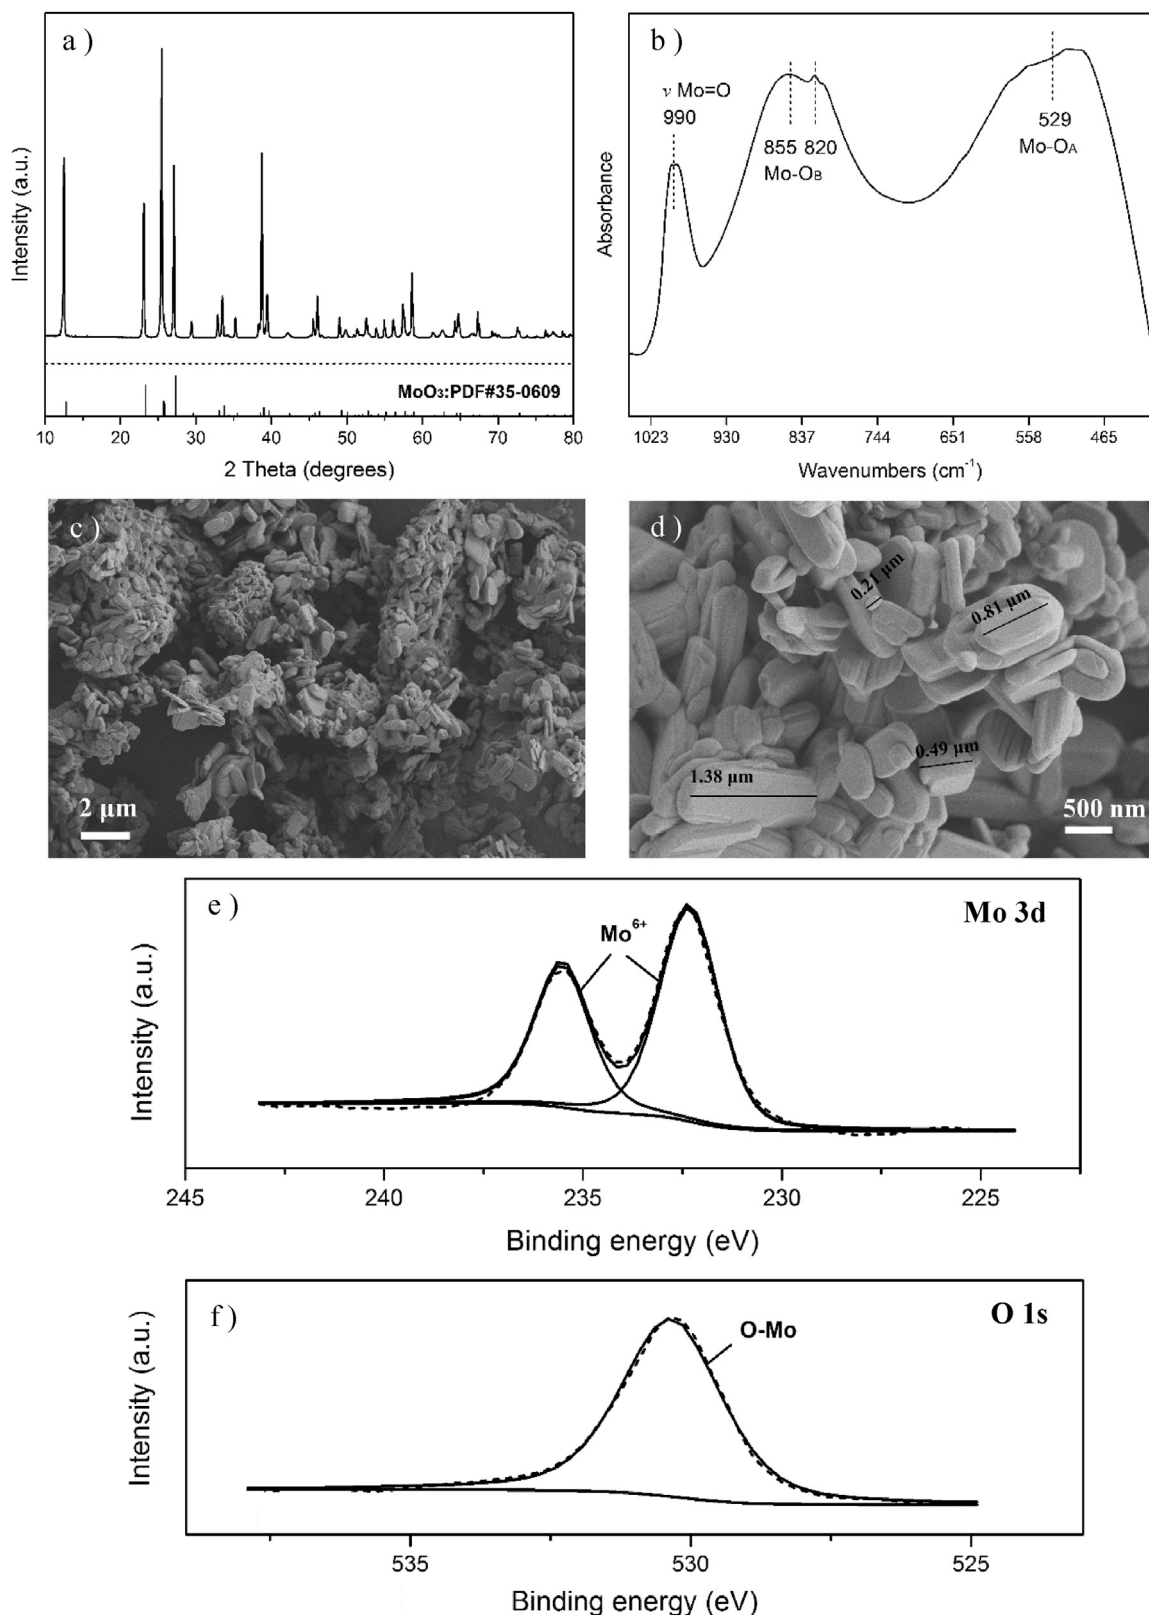 a )
Intensity (a.u.)
MoO₃:PDF#35-0609
10 20 30 40 50 60 70 80
2 Theta (degrees)
b )
Absorbance
ν Mo=O
990
855 820
Mo-OB
529
Mo-OA
1023 930 837 744 651 558 465
Wavenumbers (cm⁻¹)
c )
2 μm
d )
0.21 μm
0.81 μm
0.49 μm
1.38 μm
500 nm
e )
Mo 3d
Mo⁶⁺
Intensity (a.u.)
245 240 235 230 225
Binding energy (eV)
f )
O 1s
O-Mo
Intensity (a.u.)
535 530 525
Binding energy (eV)